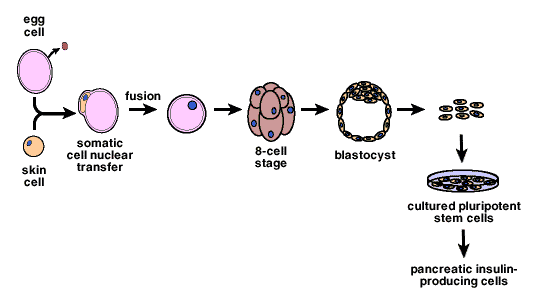 egg
cell
fusion
somatic
cell nuclear
transfer
skin
cell
8-cell
stage
blastocyst
cultured pluripotent
stem cells
pancreatic insulin-
producing cells